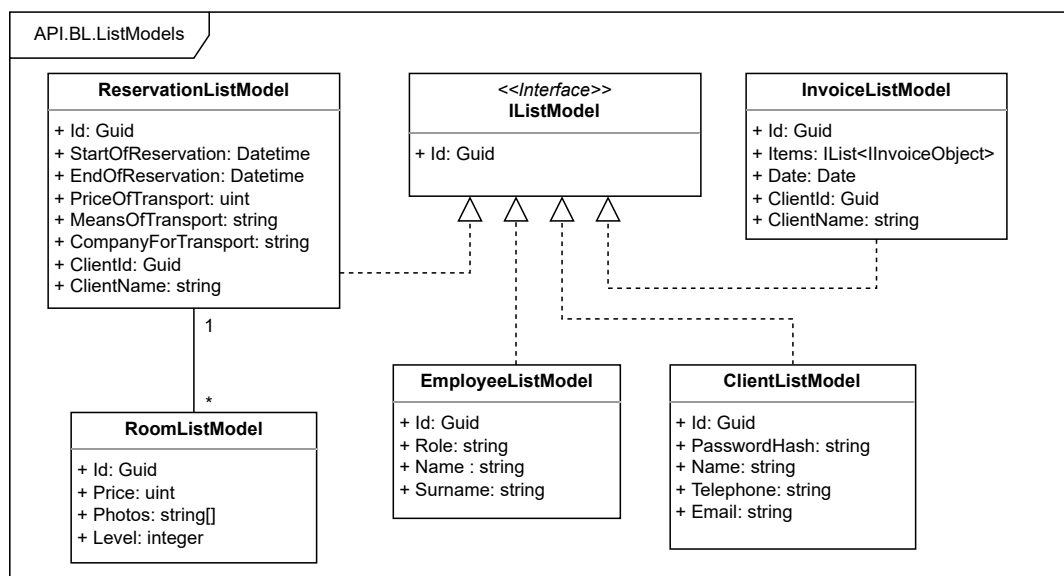 API.BL.ListModels
ReservationListModel
+ Id: Guid
+ StartOfReservation: Datetime
+ EndOfReservation: Datetime
+ PriceOfTransport: uint
+ MeansOfTransport: string
+ CompanyForTransport: string
+ ClientId: Guid
+ ClientName: string
<<Interface>>
IListModel
+ Id: Guid
InvoiceListModel
+ Id: Guid
+ Items: IList<IInvoiceObject>
+ Date: Date
+ ClientId: Guid
+ ClientName: string
1
*
RoomListModel
+ Id: Guid
+ Price: uint
+ Photos: string[]
+ Level: integer
EmployeeListModel
+ Id: Guid
+ Role: string
+ Name : string
+ Surname: string
ClientListModel
+ Id: Guid
+ PasswordHash: string
+ Name: string
+ Telephone: string
+ Email: string